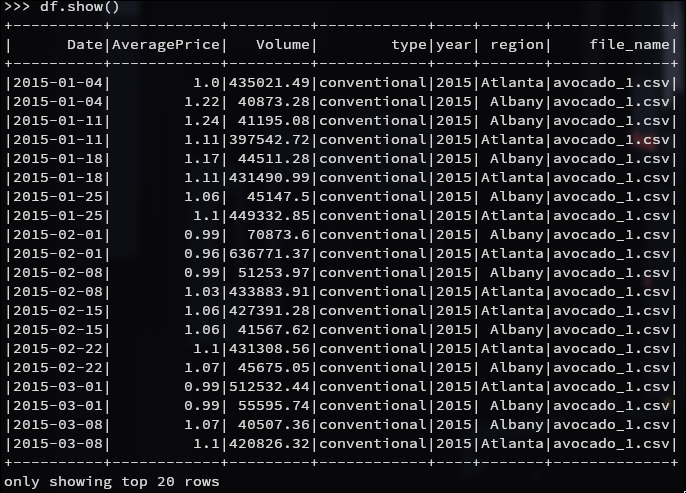 >>> df.show()
+----------+------------+---------+------------+----+-------+-------------+
|      Date|AveragePrice|   Volume|        type|year| region|    file_name|
+----------+------------+---------+------------+----+-------+-------------+
|2015-01-04|         1.0|435021.49|conventional|2015|Atlanta|avocado_1.csv|
|2015-01-04|        1.22| 40873.28|conventional|2015| Albany|avocado_1.csv|
|2015-01-11|        1.24| 41195.08|conventional|2015| Albany|avocado_1.csv|
|2015-01-11|        1.11|397542.72|conventional|2015|Atlanta|avocado_1.csv|
|2015-01-18|        1.17| 44511.28|conventional|2015| Albany|avocado_1.csv|
|2015-01-18|        1.11|431490.99|conventional|2015|Atlanta|avocado_1.csv|
|2015-01-25|        1.06|  45147.5|conventional|2015| Albany|avocado_1.csv|
|2015-01-25|         1.1|449332.85|conventional|2015|Atlanta|avocado_1.csv|
|2015-02-01|        0.99|  70873.6|conventional|2015| Albany|avocado_1.csv|
|2015-02-01|        0.96|636771.37|conventional|2015|Atlanta|avocado_1.csv|
|2015-02-08|        0.99| 51253.97|conventional|2015| Albany|avocado_1.csv|
|2015-02-08|        1.03|433883.91|conventional|2015|Atlanta|avocado_1.csv|
|2015-02-15|        1.06|427391.28|conventional|2015|Atlanta|avocado_1.csv|
|2015-02-15|        1.06| 41567.62|conventional|2015| Albany|avocado_1.csv|
|2015-02-22|         1.1|431308.56|conventional|2015|Atlanta|avocado_1.csv|
|2015-02-22|        1.07| 45675.05|conventional|2015| Albany|avocado_1.csv|
|2015-03-01|        0.99|512532.44|conventional|2015|Atlanta|avocado_1.csv|
|2015-03-01|        0.99| 55595.74|conventional|2015| Albany|avocado_1.csv|
|2015-03-08|        1.07| 40507.36|conventional|2015| Albany|avocado_1.csv|
|2015-03-08|         1.1|420826.32|conventional|2015|Atlanta|avocado_1.csv|
+----------+------------+---------+------------+----+-------+-------------+
only showing top 20 rows